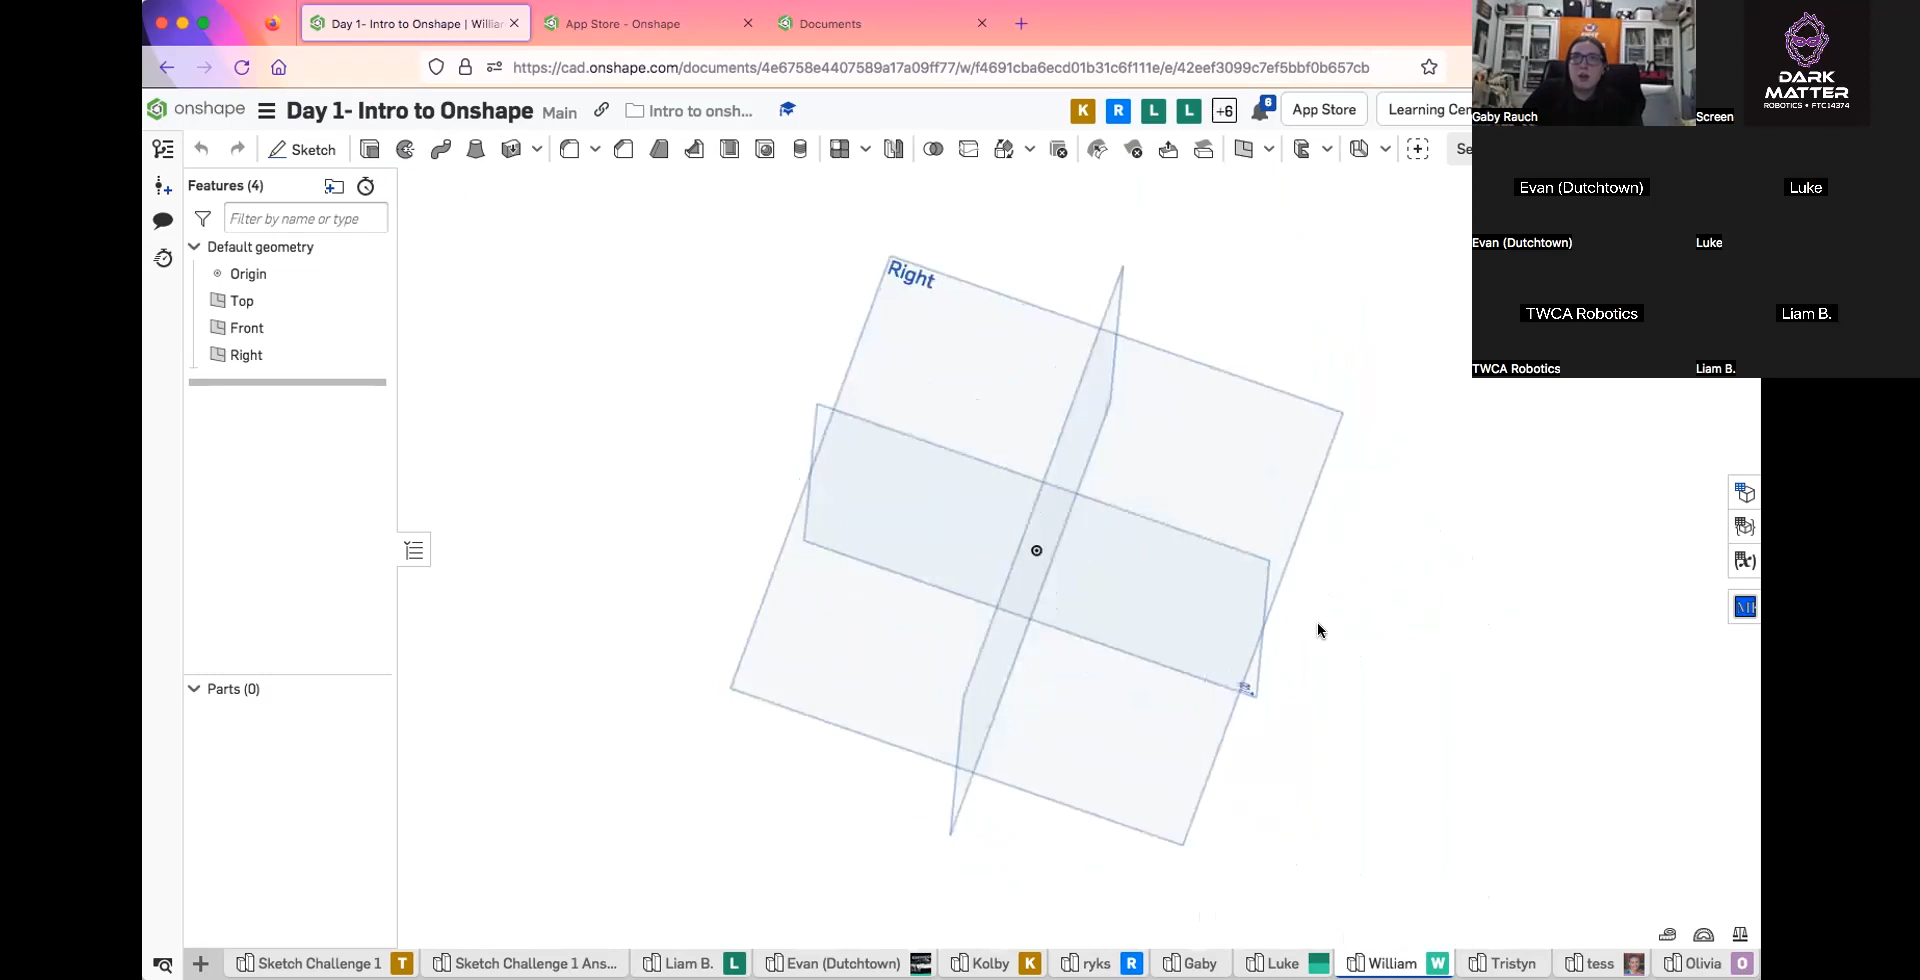 Day 1- Intro to Onshape | Willia
App Store - Onshape
Documents
https://cad.onshape.com/documents/4e6758e4407589a17a09ff77/w/f4691cba6ecd01b31c6f111e/e/42eef3099c7ef5bbf0b657cb
onshape
Day 1- Intro to Onshape
Main
Intro to onsh...
K
R
L
L
+6
6
App Store
Learning Cen
Sketch
Se
Features (4)
Filter by name or type
Default geometry
Origin
Top
Front
Right
Parts (0)
Right
Gaby Rauch
Screen
DARK
MATTER
ROBOTICS • FTC14374
Evan (Dutchtown)
Luke
Evan (Dutchtown)
Luke
TWCA Robotics
Liam B.
TWCA Robotics
Liam B.
Sketch Challenge 1 T
Sketch Challenge 1 Ans...
Liam B. L
Evan (Dutchtown)
Kolby K
ryks R
Gaby
Luke
William W
Tristyn
tess
Olivia O